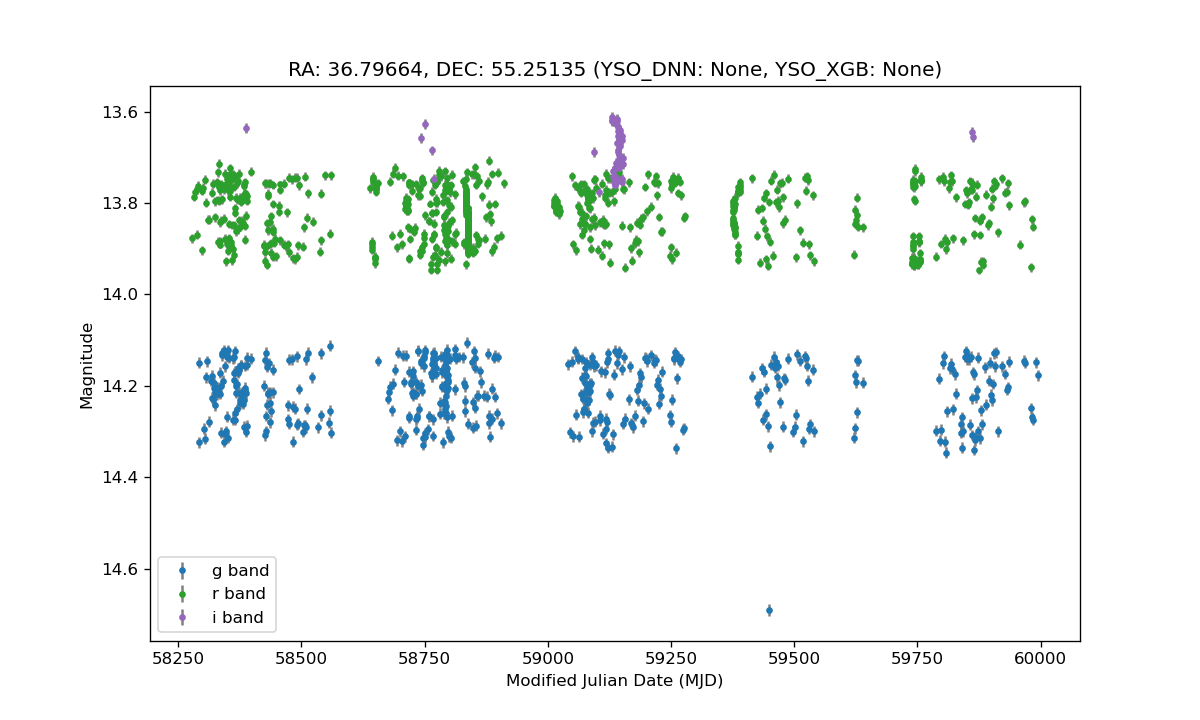 RA: 36.79664, DEC: 55.25135 (YSO_DNN: None, YSO_XGB: None)
13.6
13.8
14.0
14.2
14.4
14.6
Magnitude
g band
r band
i band
58250 58500 58750 59000 59250 59500 59750 60000
Modified Julian Date (MJD)